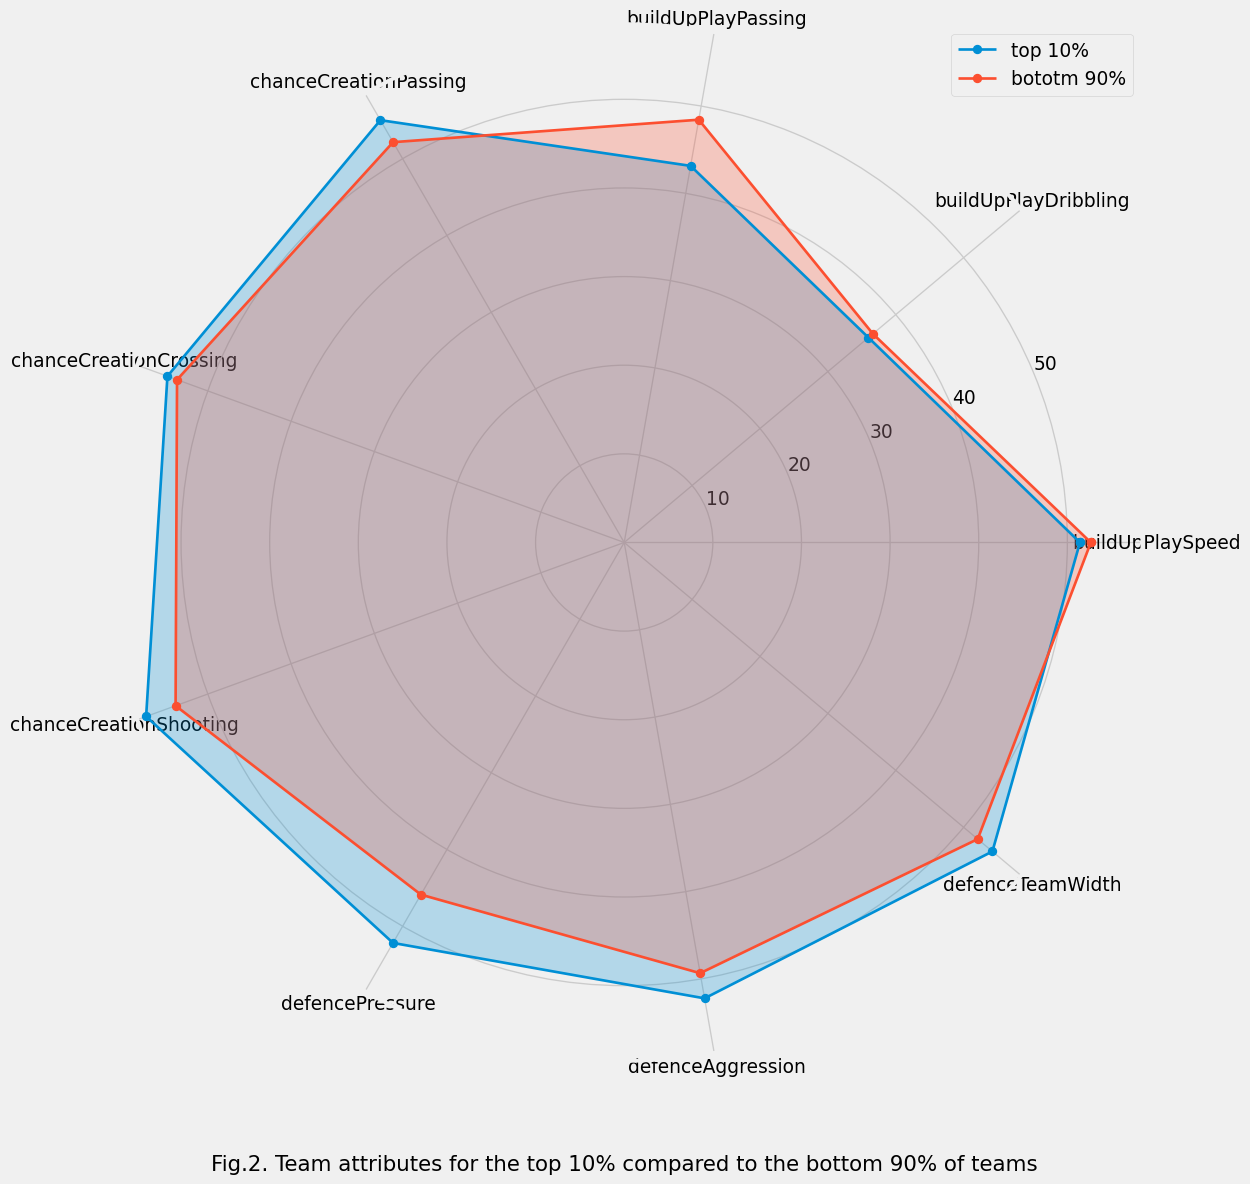 buildUpPlayPassing
top 10%
bototm 90%
chanceCreationPassing
buildUpPlayDribbling
chanceCreationCrossing
50
40
30
20
10
buildUpPlaySpeed
chanceCreationShooting
defenceTeamWidth
defencePressure
defenceAggression
Fig.2. Team attributes for the top 10% compared to the bottom 90% of teams